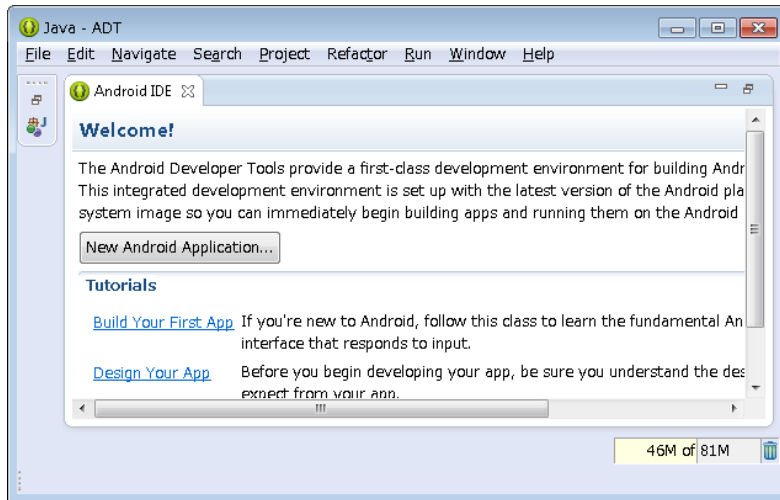 Java - ADT
File Edit Navigate Search Project Refactor Run Window Help
Android IDE
J
Welcome!
The Android Developer Tools provide a first-class development environment for building Andr
This integrated development environment is set up with the latest version of the Android pla
system image so you can immediately begin building apps and running them on the Android
New Android Application...
Tutorials
Build Your First App If you're new to Android, follow this class to learn the fundamental An
interface that responds to input.
Design Your App Before you begin developing your app, be sure you understand the des
expect from your app.
46M of 81M